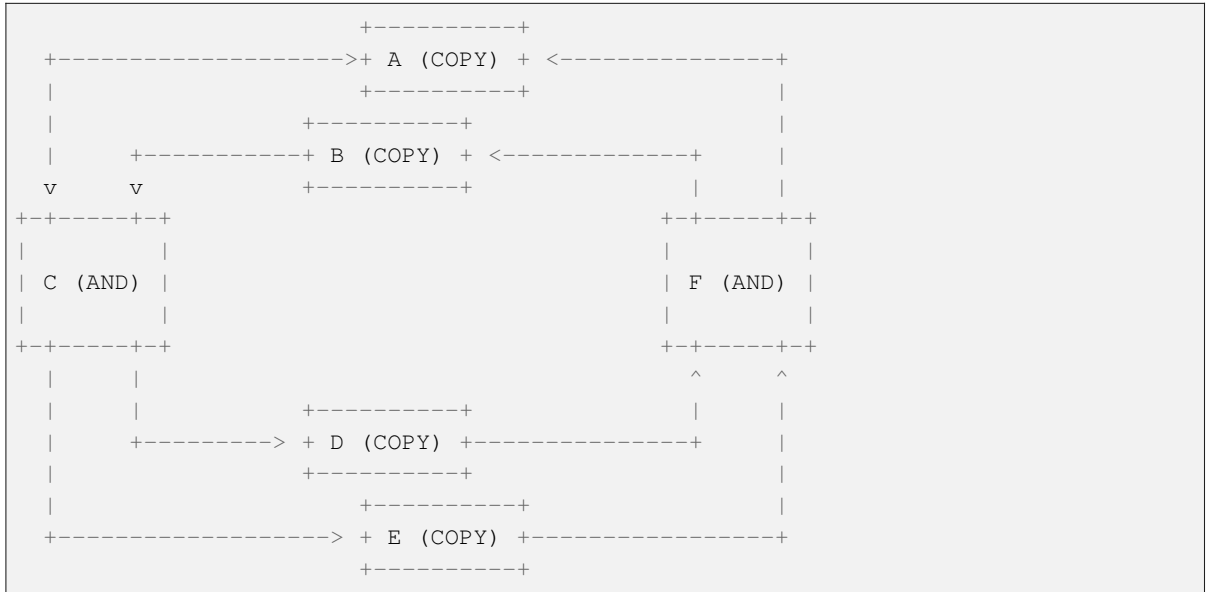 +----------+
  +-------------------->+ A (COPY) + <---------------+
  |                     +----------+                 |
  |                 +----------+                     |
  |     +-----------+ B (COPY) + <-------------+     |
  v     v           +----------+               |     |
+-+-----+-+                                  +-+-----+-+
|         |                                  |         |
| C (AND) |                                  | F (AND) |
|         |                                  |         |
+-+-----+-+                                  +-+-----+-+
  |     |                                      ^     ^
  |     |           +----------+               |     |
  |     +---------> + D (COPY) +---------------+     |
  |                 +----------+                     |
  |                     +----------+                 |
  +-------------------> + E (COPY) +-----------------+
                        +----------+